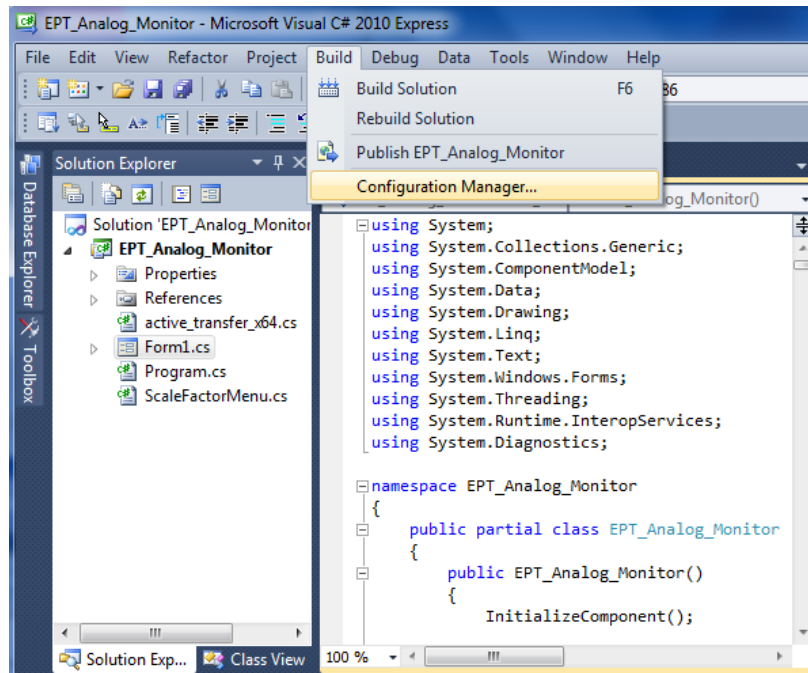 EPT_Analog_Monitor - Microsoft Visual C# 2010 Express
File Edit View Refactor Project Build Debug Data Tools Window Help
Build Solution F6
Rebuild Solution
Publish EPT_Analog_Monitor
Configuration Manager...
86
Database Explorer
Toolbox
Solution Explorer
Solution 'EPT_Analog_Monitor
EPT_Analog_Monitor
Properties
References
active_transfer_x64.cs
Form1.cs
Program.cs
ScaleFactorMenu.cs
Solution Exp... Class View
og_Monitor()
using System;
using System.Collections.Generic;
using System.ComponentModel;
using System.Data;
using System.Drawing;
using System.Linq;
using System.Text;
using System.Windows.Forms;
using System.Threading;
using System.Runtime.InteropServices;
using System.Diagnostics;
namespace EPT_Analog_Monitor
{
public partial class EPT_Analog_Monitor
{
public EPT_Analog_Monitor()
{
InitializeComponent();
100 %